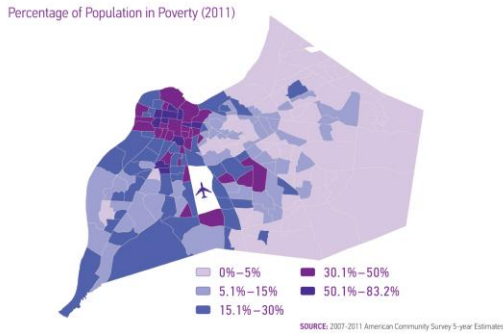 Percentage of Population in Poverty (2011)
0%–5%
5.1%–15%
15.1%–30%
30.1%–50%
50.1%–83.2%
SOURCE: 2007-2011 American Community Survey 5-year Estimates